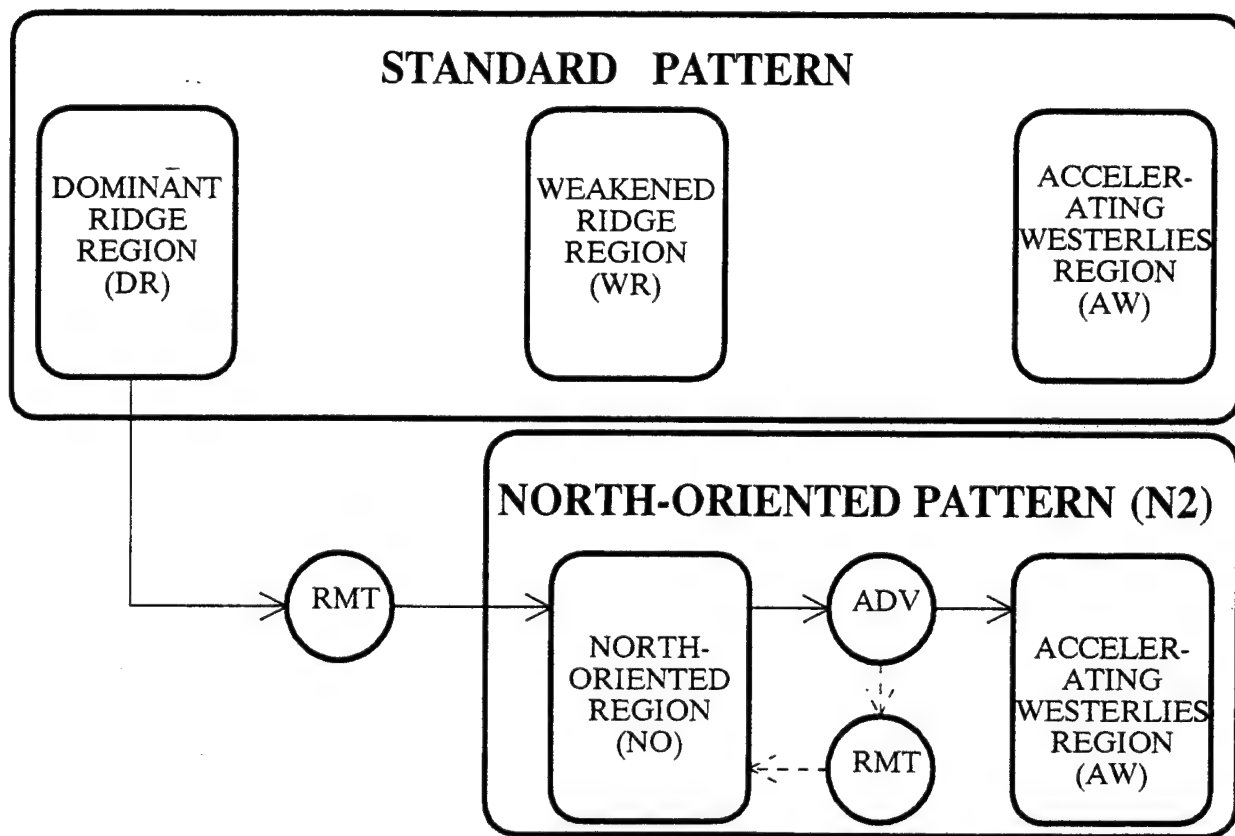 STANDARD PATTERN
DOMINANT
RIDGE
REGION
(DR)
WEAKENED
RIDGE
REGION
(WR)
ACCELER-
ATING
WESTERLIES
REGION
(AW)
NORTH-ORIENTED PATTERN (N2)
RMT
NORTH-
ORIENTED
REGION
(NO)
ADV
RMT
ACCELER-
ATING
WESTERLIES
REGION
(AW)